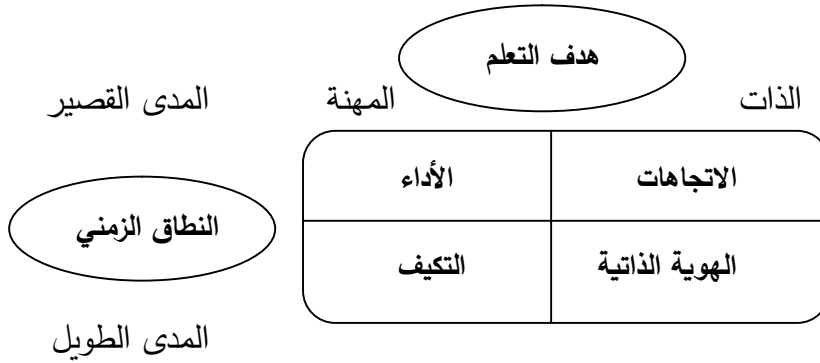 هدف التعلم
الذات
المهنة
المدى القصير
الاتجاهات
الأداء
النطاق الزمني
الهوية الذاتية
التكيف
المدى الطويل